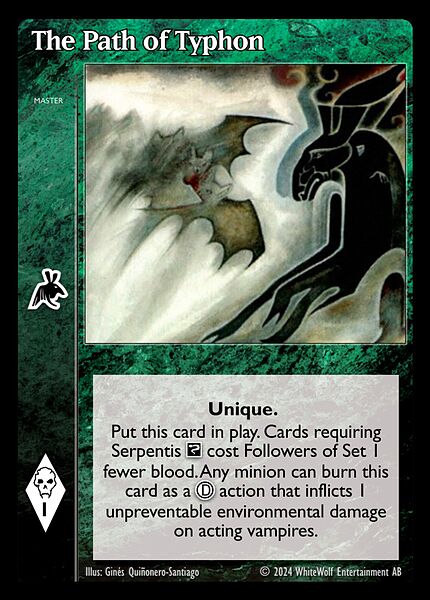 The Path of Typhon
MASTER
Unique.
Put this card in play. Cards requiring
Serpentis cost Followers of Set 1
fewer blood. Any minion can burn this
card as a Ⓓ action that inflicts 1
unpreventable environmental damage
on acting vampires.
1
Illus: Ginés Quiñonero-Santiago © 2024 WhiteWolf Entertainment AB